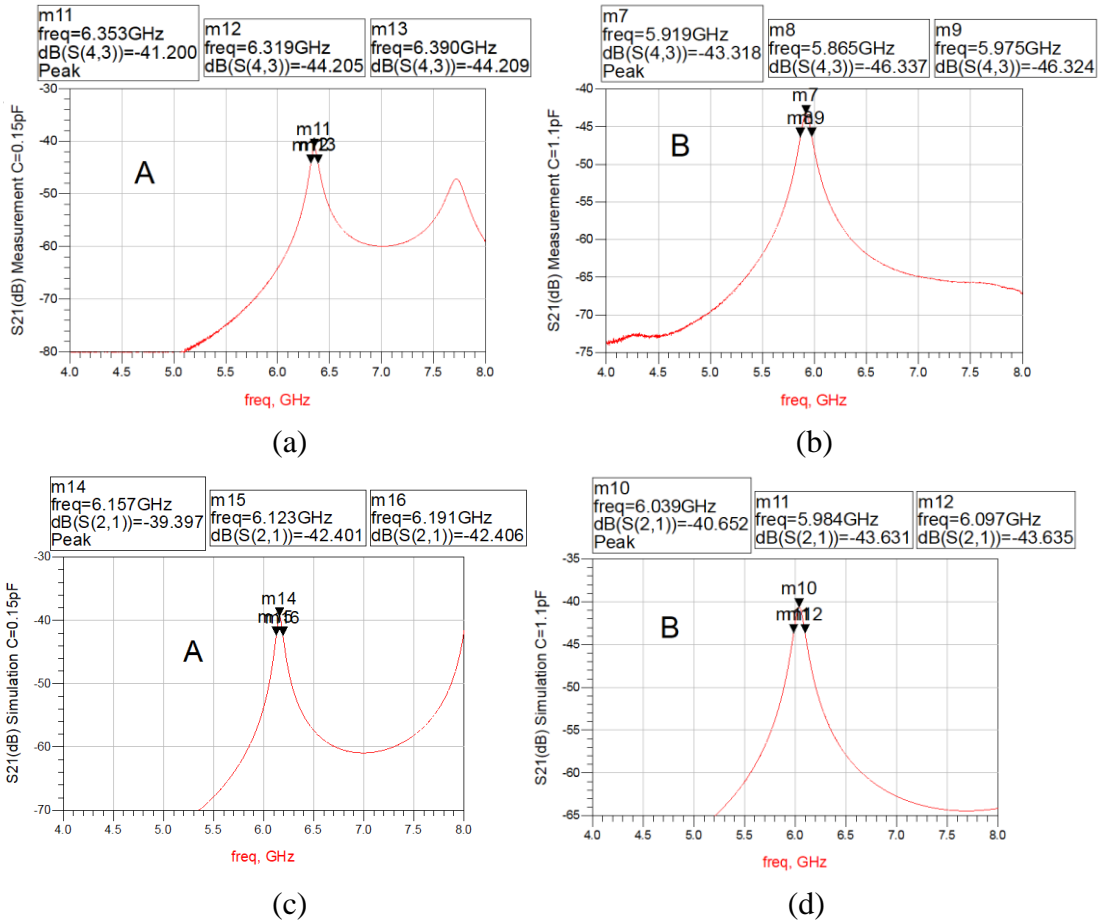 m11
freq=6.353GHz
dB(S(4,3))=-41.200
Peak
m12
freq=6.319GHz
dB(S(4,3))=-44.205
m13
freq=6.390GHz
dB(S(4,3))=-44.209
S21(dB) Measurement C=0.15pF
-30
-40
-50
-60
-70
-80
m11
A
4.0 4.5 5.0 5.5 6.0 6.5 7.0 7.5 8.0
freq, GHz
(a)
m7
freq=5.919GHz
dB(S(4,3))=-43.318
Peak
m8
freq=5.865GHz
dB(S(4,3))=-46.337
m9
freq=5.975GHz
dB(S(4,3))=-46.324
S21(dB) Measurement C=1.1pF
-40
-45
-50
-55
-60
-65
-70
-75
m7
B
4.0 4.5 5.0 5.5 6.0 6.5 7.0 7.5 8.0
freq, GHz
(b)
m14
freq=6.157GHz
dB(S(2,1))=-39.397
Peak
m15
freq=6.123GHz
dB(S(2,1))=-42.401
m16
freq=6.191GHz
dB(S(2,1))=-42.406
S21(dB) Simulation C=0.15pF
-30
-40
-50
-60
-70
m14
A
4.0 4.5 5.0 5.5 6.0 6.5 7.0 7.5 8.0
freq, GHz
(c)
m10
freq=6.039GHz
dB(S(2,1))=-40.652
Peak
m11
freq=5.984GHz
dB(S(2,1))=-43.631
m12
freq=6.097GHz
dB(S(2,1))=-43.635
S21(dB) Simulation C=1.1pF
-35
-40
-45
-50
-55
-60
-65
m10
B
4.0 4.5 5.0 5.5 6.0 6.5 7.0 7.5 8.0
freq, GHz
(d)